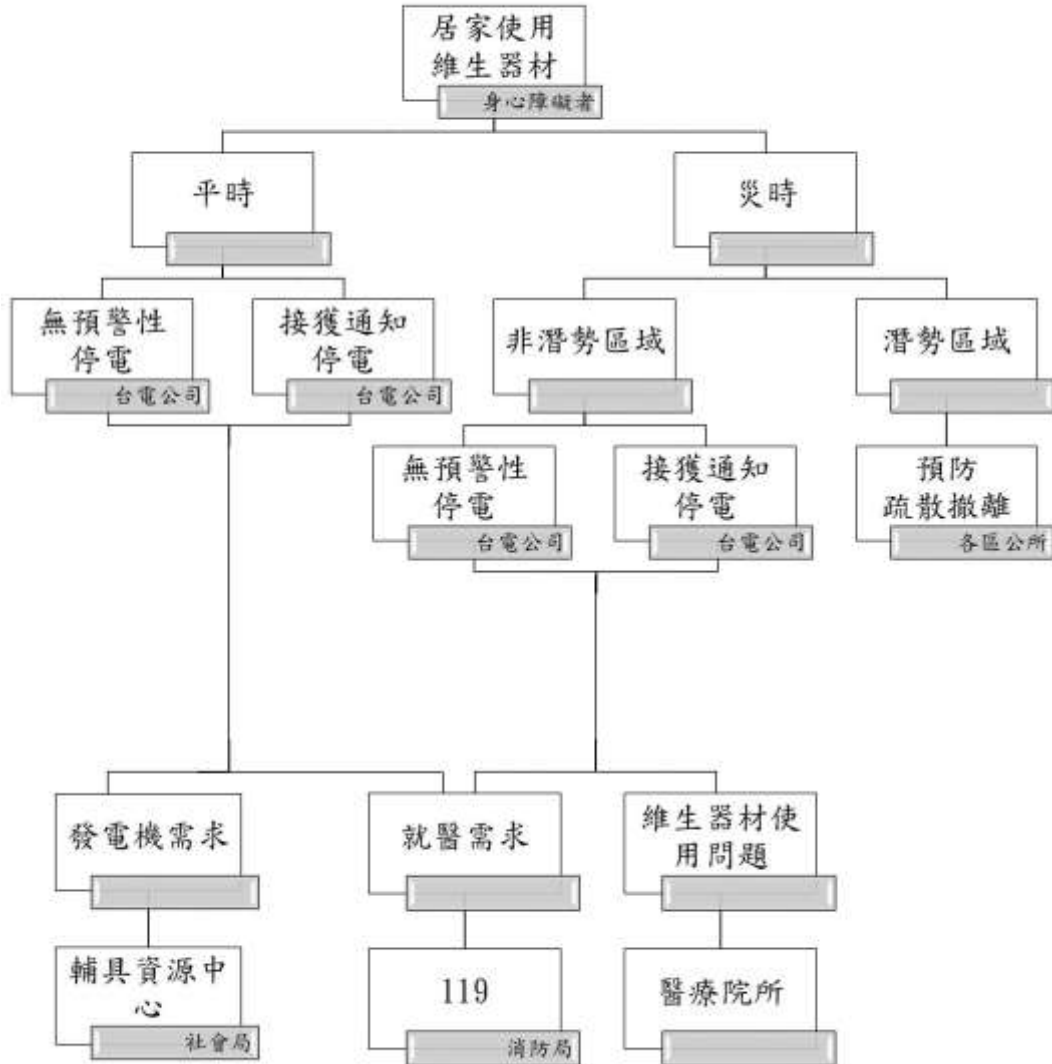 居家使用
維生器材
身心障礙者
平時
災時
無預警性
停電
台電公司
接獲通知
停電
台電公司
非潛勢區域
潛勢區域
無預警性
停電
台電公司
接獲通知
停電
台電公司
預防
疏散撤離
各區公所
發電機需求
就醫需求
維生器材使
用問題
輔具資源中
心
社會局
119
消防局
醫療院所